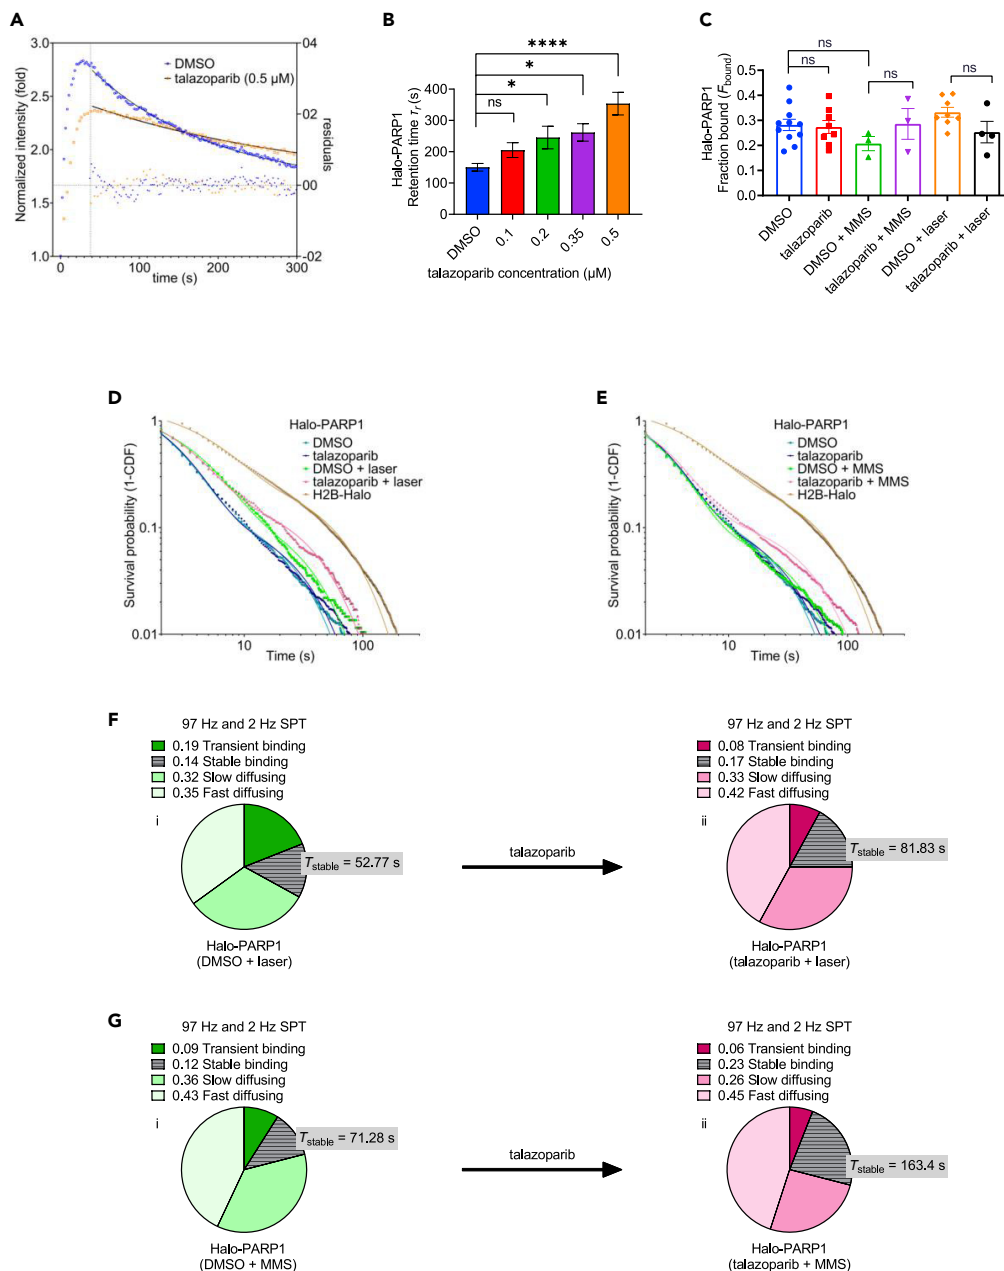 A
3.0
2.5
2.0
1.5
1.0
Normalized intensity (fold)
04
02
00
-02
residuals
DMSO
talazoparib (0.5 µM)
0
100
200
300
time (s)
B
400
300
200
100
0
Halo-PARP1
Retention time τr (s)
ns
*
*
****
DMSO
0.1
0.2
0.35
0.5
talazoparib concentration (µM)
C
0.5
0.4
0.3
0.2
0.1
0.0
Halo-PARP1
Fraction bound (Fbound)
ns
ns
ns
ns
DMSO
talazoparib
DMSO + MMS
talazoparib + MMS
DMSO + laser
talazoparib + laser
D
1
0.1
0.01
Survival probability (1-CDF)
Halo-PARP1
DMSO
talazoparib
DMSO + laser
talazoparib + laser
H2B-Halo
10
100
Time (s)
E
1
0.1
0.01
Survival probability (1-CDF)
Halo-PARP1
DMSO
talazoparib
DMSO + MMS
talazoparib + MMS
H2B-Halo
10
100
Time (s)
F
97 Hz and 2 Hz SPT
0.19 Transient binding
0.14 Stable binding
0.32 Slow diffusing
0.35 Fast diffusing
i
Tstable = 52.77 s
Halo-PARP1
(DMSO + laser)
talazoparib
97 Hz and 2 Hz SPT
0.08 Transient binding
0.17 Stable binding
0.33 Slow diffusing
0.42 Fast diffusing
ii
Tstable = 81.83 s
Halo-PARP1
(talazoparib + laser)
G
97 Hz and 2 Hz SPT
0.09 Transient binding
0.12 Stable binding
0.36 Slow diffusing
0.43 Fast diffusing
i
Tstable = 71.28 s
Halo-PARP1
(DMSO + MMS)
talazoparib
97 Hz and 2 Hz SPT
0.06 Transient binding
0.23 Stable binding
0.26 Slow diffusing
0.45 Fast diffusing
ii
Tstable = 163.4 s
Halo-PARP1
(talazoparib + MMS)